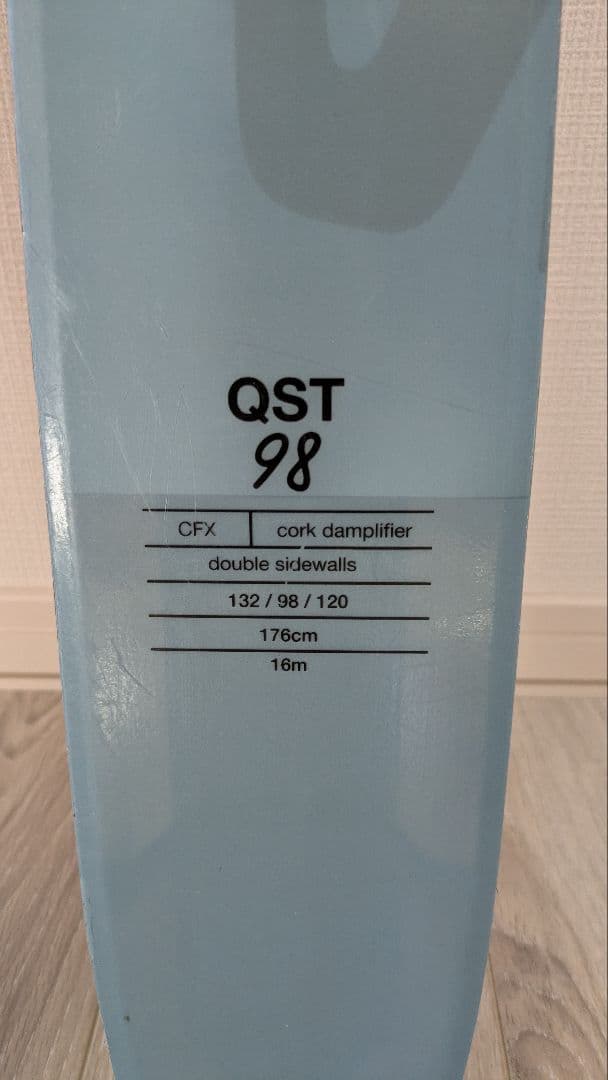 QST
98
CFX cork damplifier
double sidewalls
132 / 98 / 120
176cm
16m